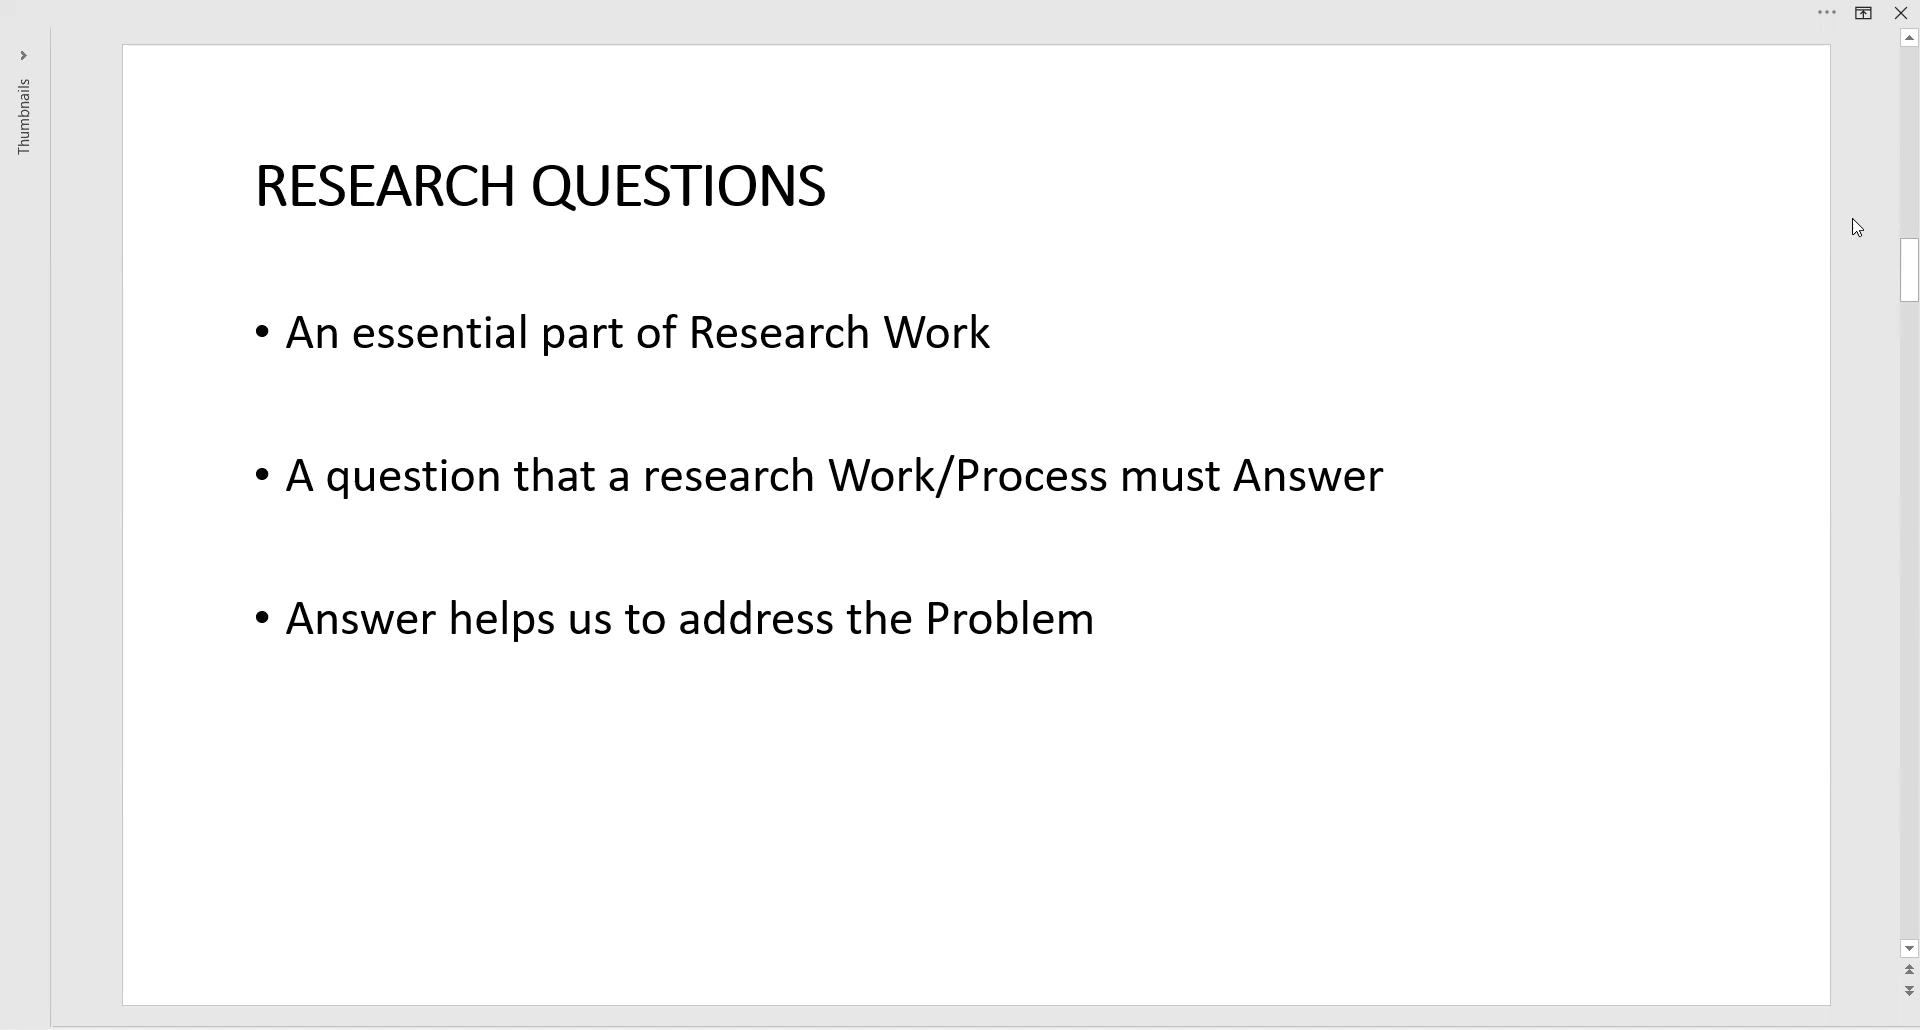 Thumbnails
RESEARCH QUESTIONS
• An essential part of Research Work
• A question that a research Work/Process must Answer
• Answer helps us to address the Problem